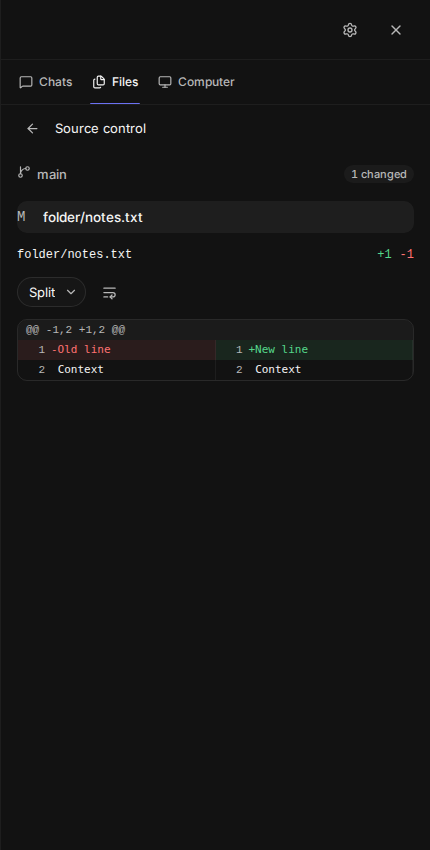 Chats Files Computer
Source control
main 1 changed
M folder/notes.txt
folder/notes.txt +1 -1
Split
@@ -1,2 +1,2 @@
1 -Old line 1 +New line
2 Context 2 Context